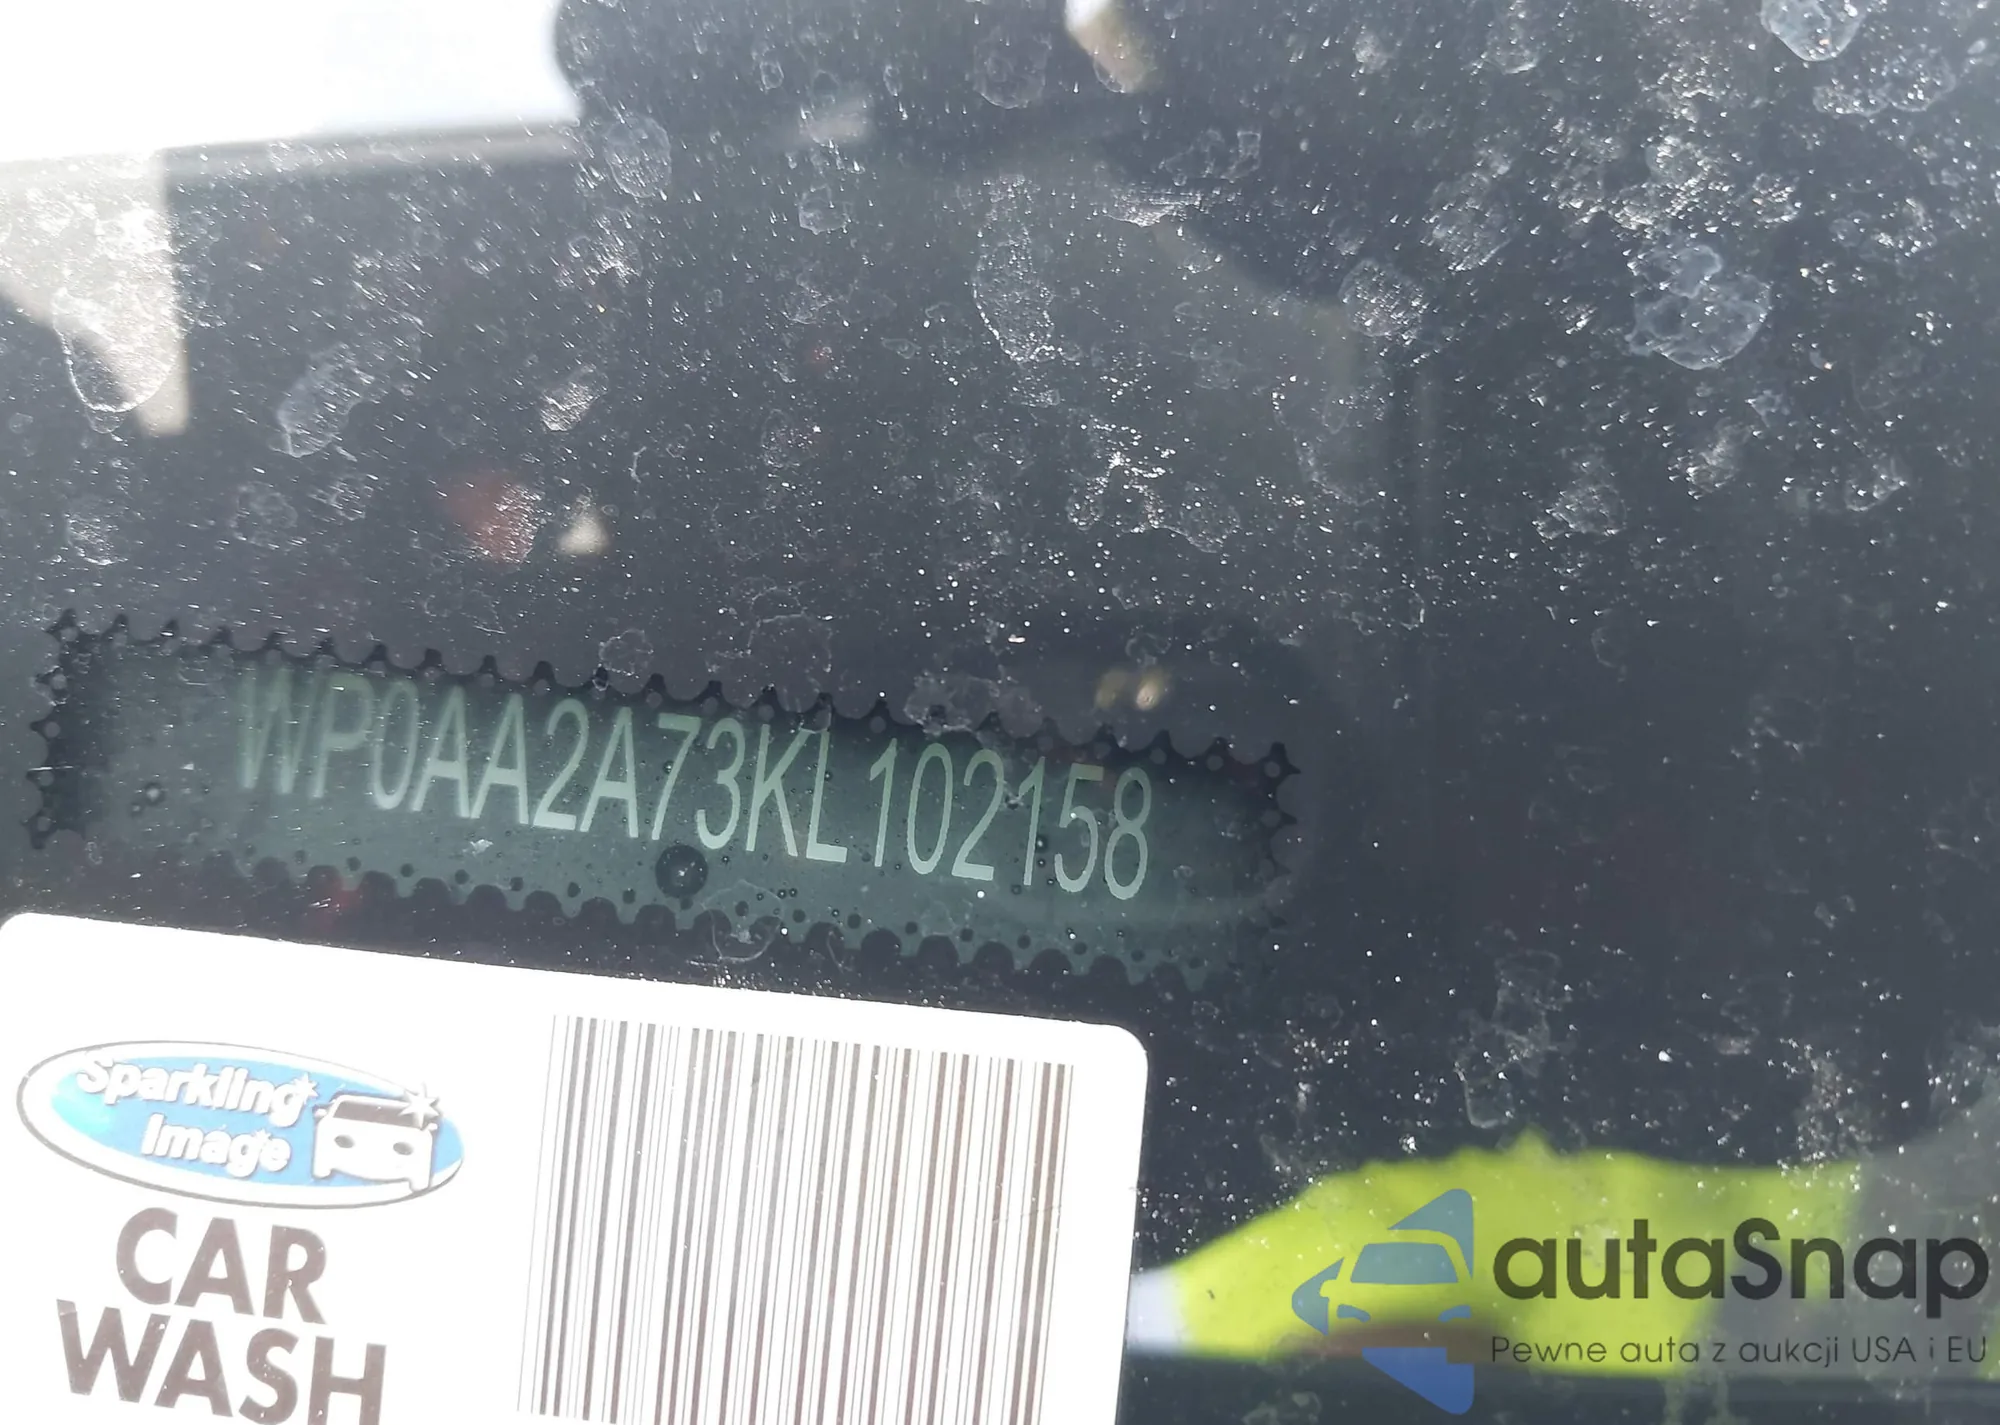 WP0AA2A73KL102158
Sparkling
Image
CAR
WASH
autaSnap
Pewne auta z aukcji USA i EU